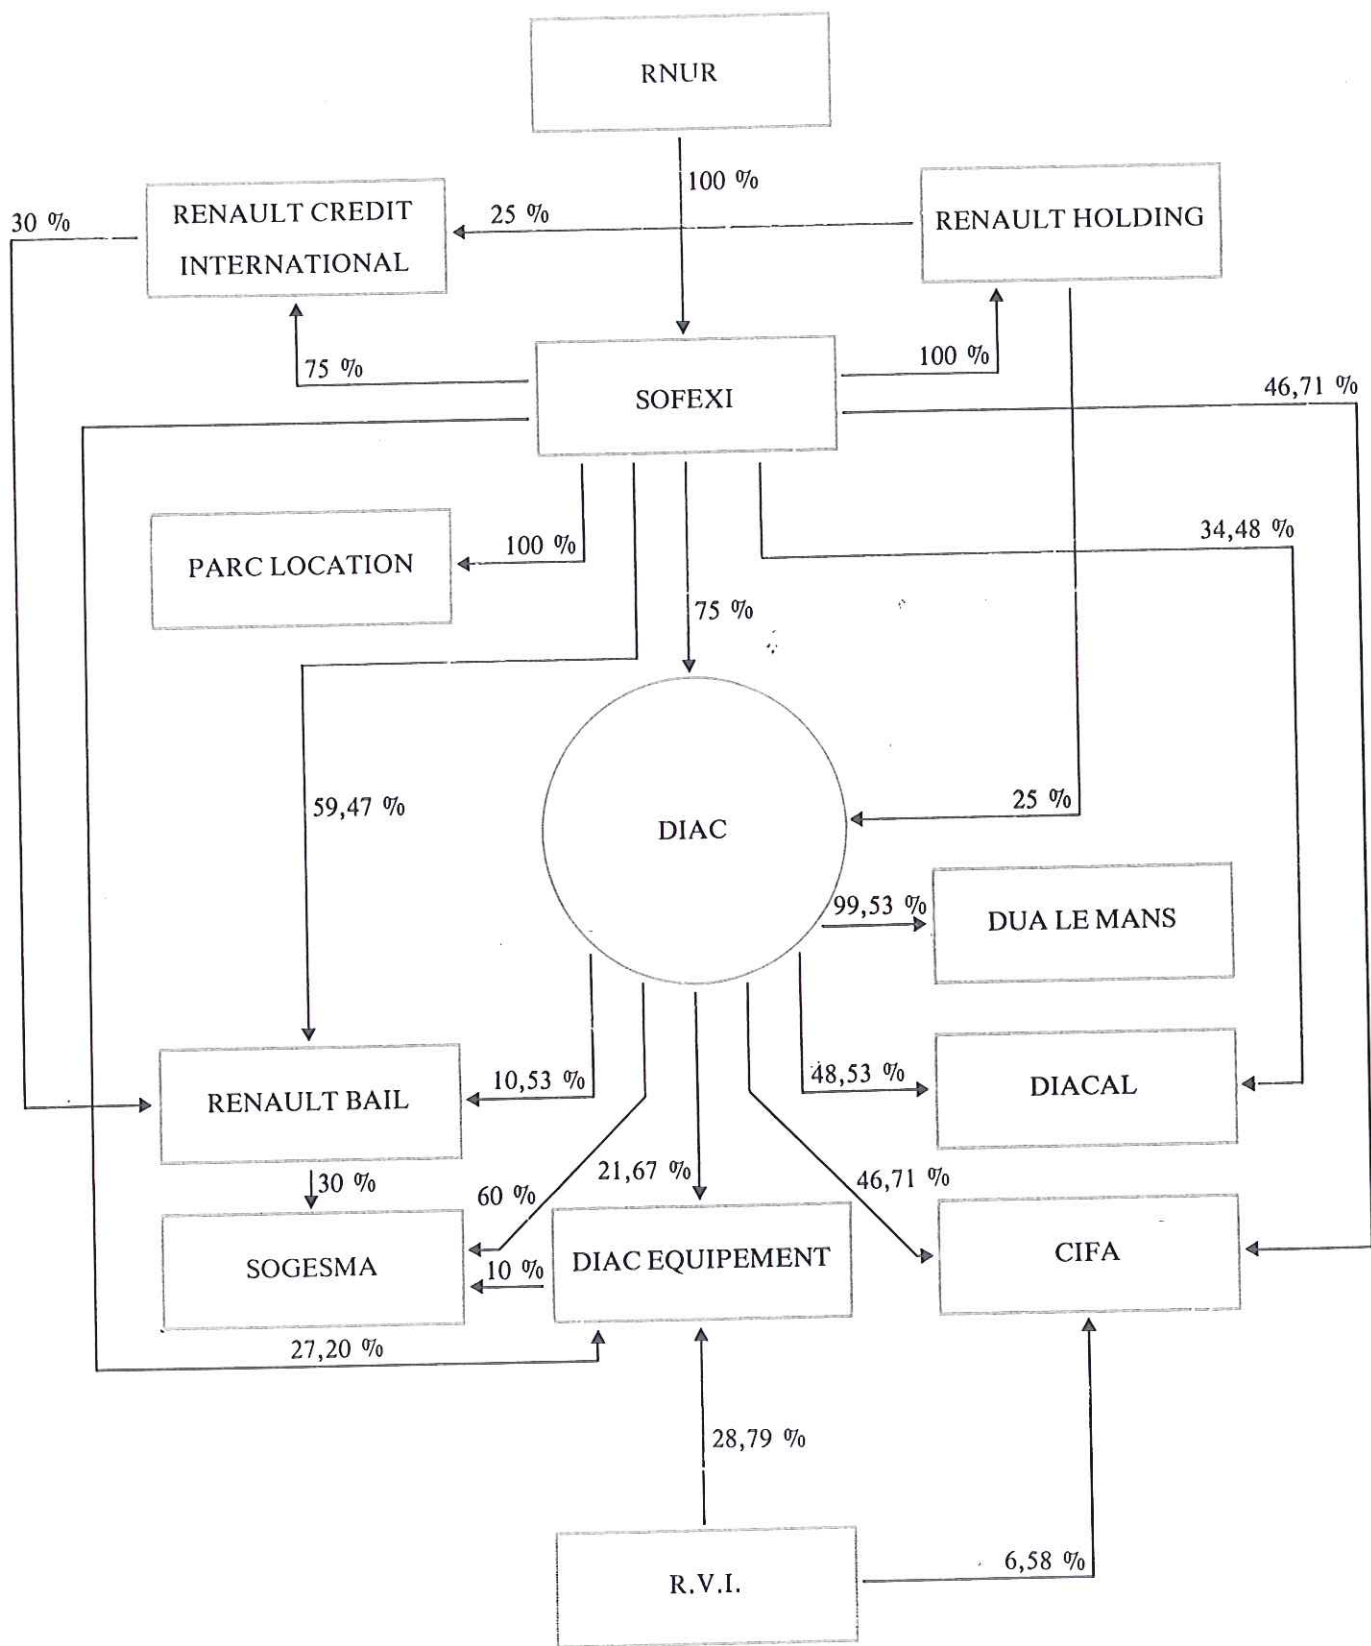 RNUR
100 %
30 %
RENAULT CREDIT
INTERNATIONAL
25 %
RENAULT HOLDING
75 %
SOFEXI
100 %
46,71 %
PARC LOCATION
100 %
75 %
34,48 %
59,47 %
DIAC
25 %
99,53 %
DUA LE MANS
RENAULT BAIL
10,53 %
48,53 %
DIACAL
30 %
60 %
21,67 %
46,71 %
SOGESMA
10 %
DIAC EQUIPEMENT
CIFA
27,20 %
28,79 %
R.V.I.
6,58 %